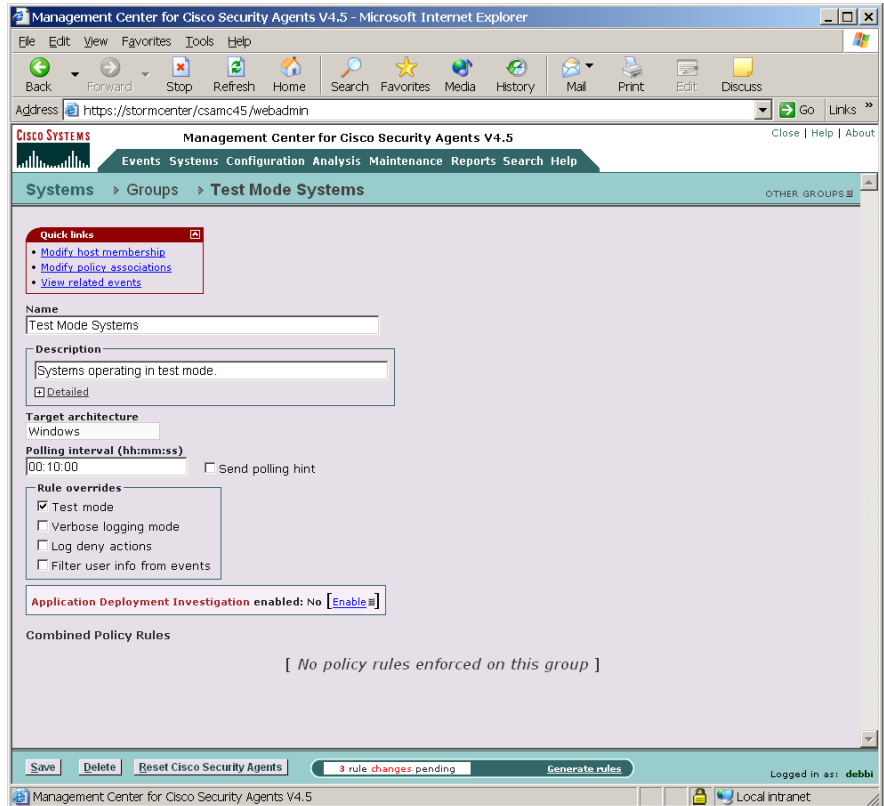 Management Center for Cisco Security Agents V4.5 - Microsoft Internet Explorer
File Edit View Favorites Tools Help
Back Forward Stop Refresh Home Search Favorites Media History Mail Print Edit Discuss
Address https://stormcenter/csamc45/webadmin Go Links »
CISCO SYSTEMS
Management Center for Cisco Security Agents V4.5
Close | Help | About
Events Systems Configuration Analysis Maintenance Reports Search Help
Systems Groups Test Mode Systems
OTHER GROUPS
Quick links
• Modify host membership
• Modify policy associations
• View related events
Name
Test Mode Systems
Description
Systems operating in test mode.
Detailed
Target architecture
Windows
Polling interval (hh:mm:ss)
00:10:00 Send polling hint
Rule overrides
Test mode
Verbose logging mode
Log deny actions
Filter user info from events
Application Deployment Investigation enabled: No [Enable]
Combined Policy Rules
[ No policy rules enforced on this group ]
Save Delete Reset Cisco Security Agents 3 rule changes pending Generate rules
Logged in as: debbi
Management Center for Cisco Security Agents V4.5 Local intranet